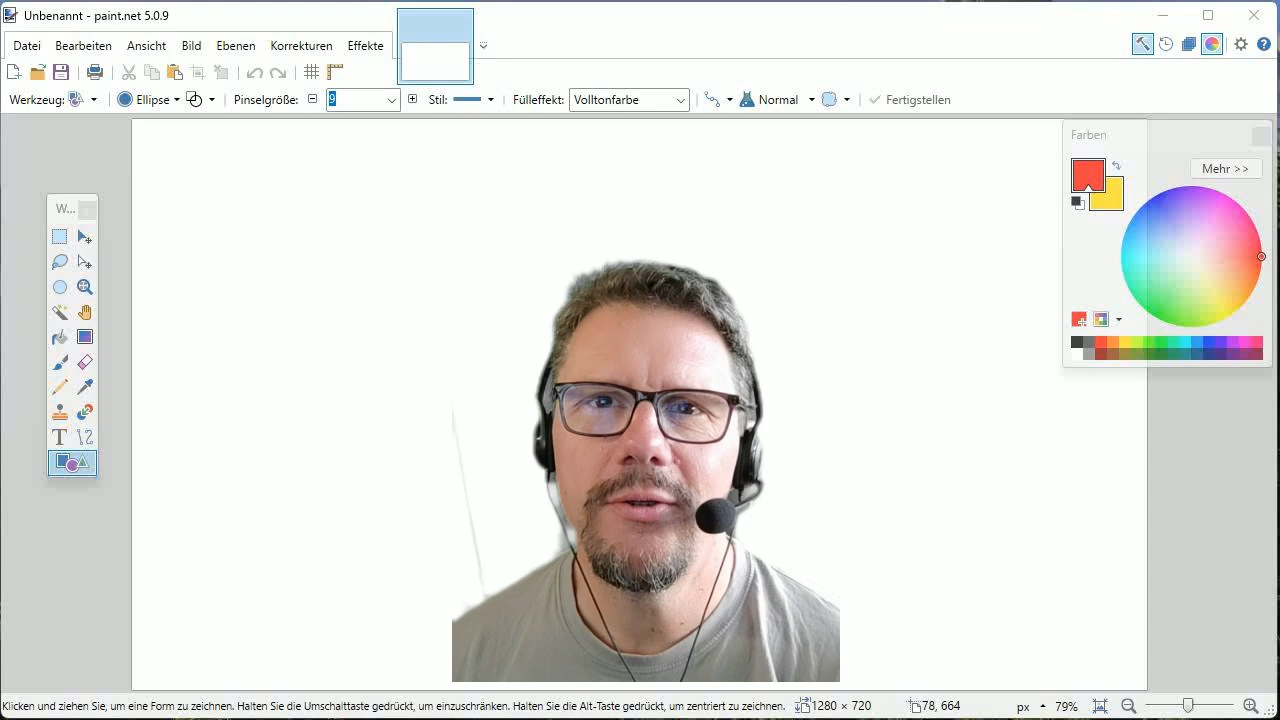 Unbenannt - paint.net 5.0.9
Datei Bearbeiten Ansicht Bild Ebenen Korrekturen Effekte
Werkzeug: Ellipse Pinselgröße: 9 Stil: Fülleffekt: Volltonfarbe Normal Fertigstellen
Farben
Mehr >>
W...
Klicken und ziehen Sie, um eine Form zu zeichnen. Halten Sie die Umschalttaste gedrückt, um einzuschränken. Halten Sie die Alt-Taste gedrückt, um zentriert zu zeichnen. 1280 × 720 78, 664 px 79%